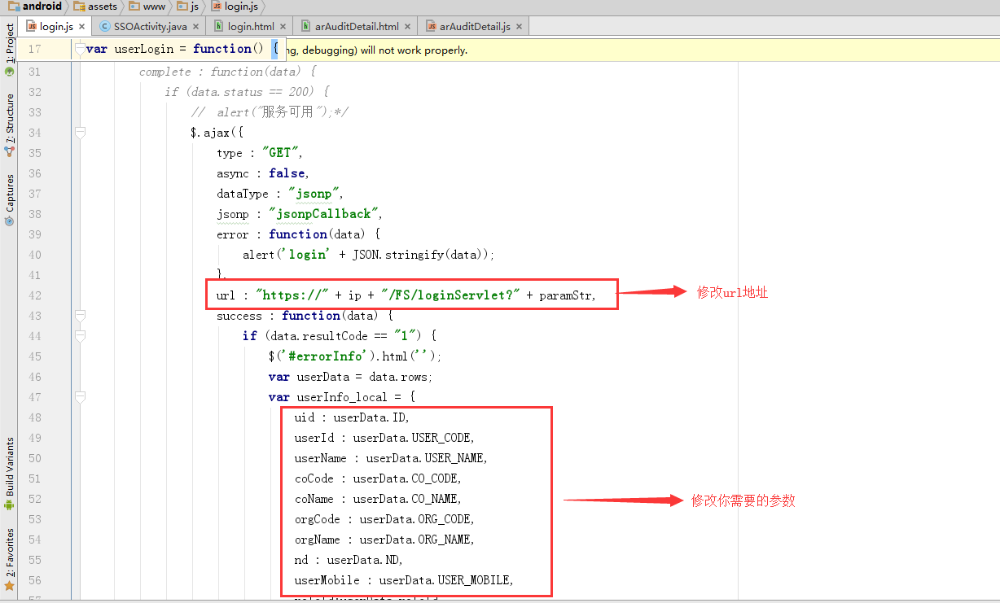 android assets www js login.js
login.js SSOActivity.java login.html arAuditDetail.html arAuditDetail.js
1: Project
7: Structure
Captures
Build Variants
2: Favorites
17 var userLogin = function() { ng, debugging) will not work properly.
31 complete : function(data) {
32 if (data.status == 200) {
33 // alert("服务可用");*/
34 $.ajax({
35 type : "GET",
36 async : false,
37 dataType : "jsonp",
38 jsonp : "jsonpCallback",
39 error : function(data) {
40 alert('login' + JSON.stringify(data));
41 },
42 url : "https://" + ip + "/FS/loginServlet?" + paramStr,
修改url地址
43 success : function(data) {
44 if (data.resultCode == "1") {
45 $('#errorInfo').html('');
46 var userData = data.rows;
47 var userInfo_local = {
48 uid : userData.ID,
49 userId : userData.USER_CODE,
50 userName : userData.USER_NAME,
51 coCode : userData.CO_CODE,
52 coName : userData.CO_NAME,
修改你需要的参数
53 orgCode : userData.ORG_CODE,
54 orgName : userData.ORG_NAME,
55 nd : userData.ND,
56 userMobile : userData.USER_MOBILE,
57